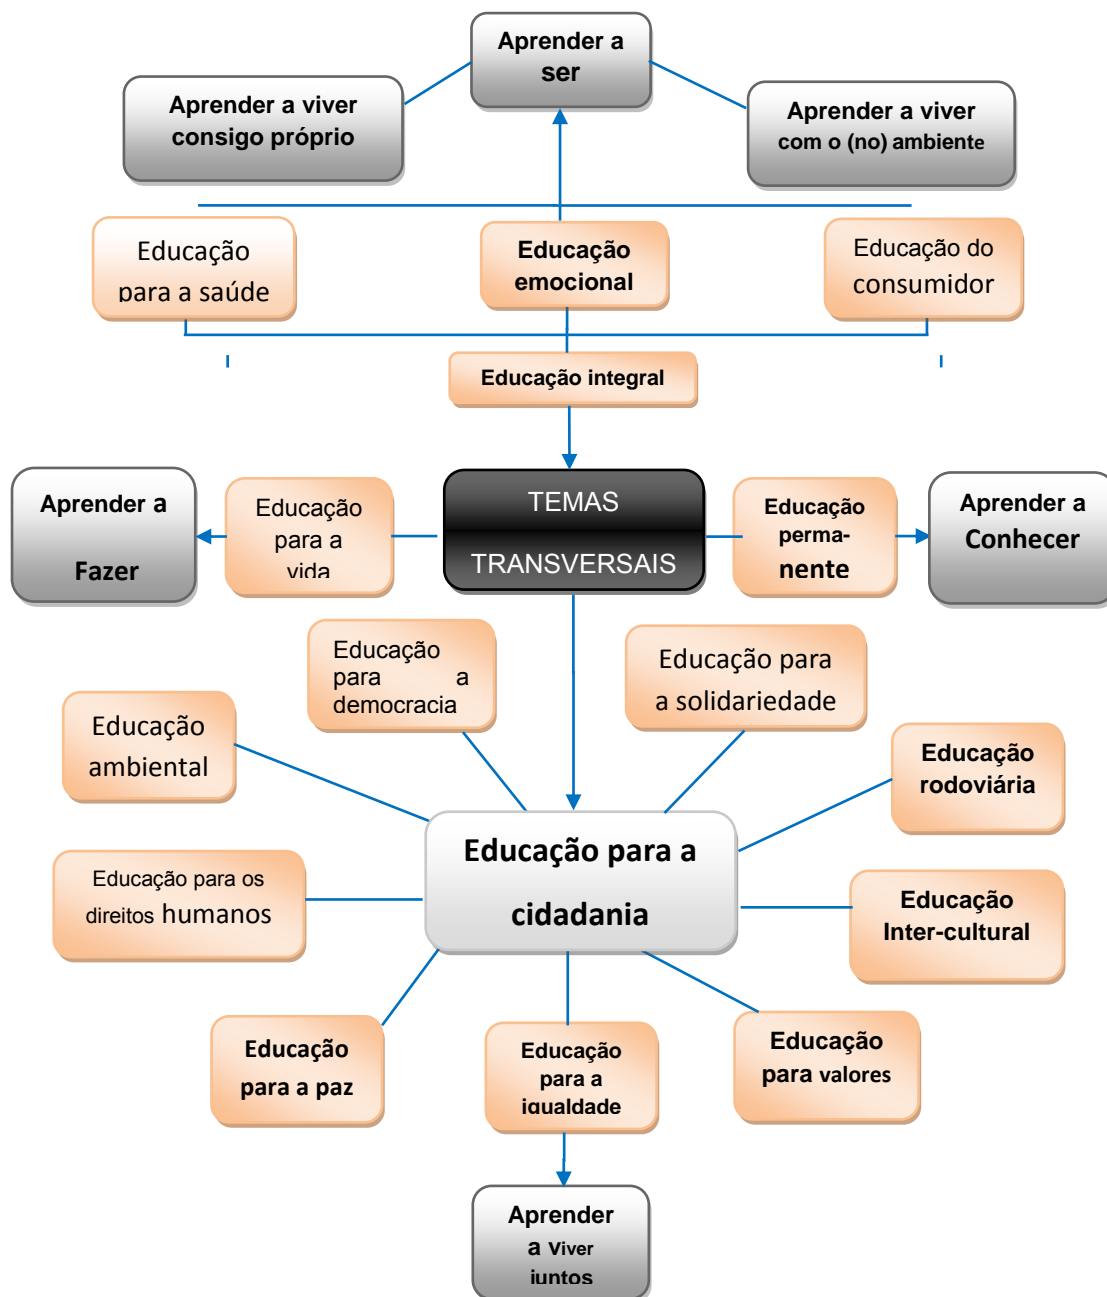 Aprender a
ser
Aprender a viver
consigo próprio
Aprender a viver
com o (no) ambiente
Educação
para a saúde
Educação
emocional
Educação do
consumidor
Educação integral
Aprender a
Fazer
Educação
para a
vida
TEMAS
TRANSVERSAIS
Educação
perma-
nente
Aprender a
Conhecer
Educação
para a
democracia
Educação para
a solidariedade
Educação
ambiental
Educação
rodoviária
Educação para a
cidadania
Educação para os
direitos humanos
Educação
Inter-cultural
Educação
para a paz
Educação
para a
igualdade
Educação
para valores
Aprender
a Viver
juntos